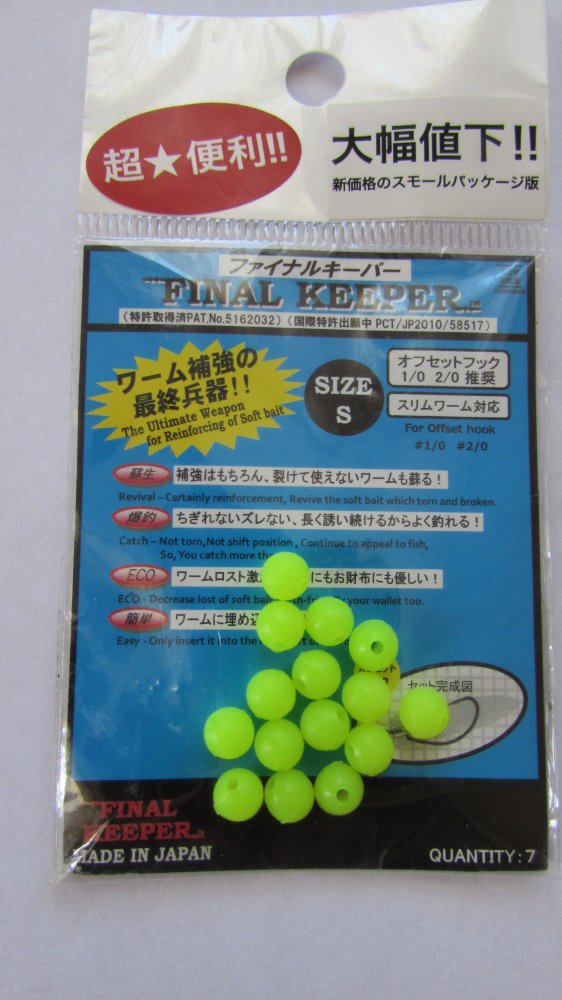 超★便利!!
大幅値下!!
新価格のスモールパッケージ版
ファイナルキーパー
FINAL KEEPER
(特許取得済PAT.No.5162032)(国際特許出願中 PCT/JP2010/58517)
ワーム補強の
最終兵器!!
The Ultimate Weapon
for Reinforcing of Soft bait
SIZE
S
オフセットフック
1/0 2/0 推奨
スリムワーム対応
For Offset hook
#1/0 #2/0
蘇生 補強はもちろん、裂けて使えないワームも蘇る!
Revival – Certainly reinforcement, Revive the soft bait which torn and broken.
爆釣 ちぎれないズレない、長く誘い続けるからよく釣れる!
Catch – Not torn,Not shift position , Continue to appeal to fish,
So, You catch more
ECO ワームロスト激 にもお財布にも優しい!
ECO - Decrease lost of soft your wallet too.
簡単 ワームに埋め込
Easy - Only insert it into the
セット完成図
FINAL
KEEPER
MADE IN JAPAN
QUANTITY : 7